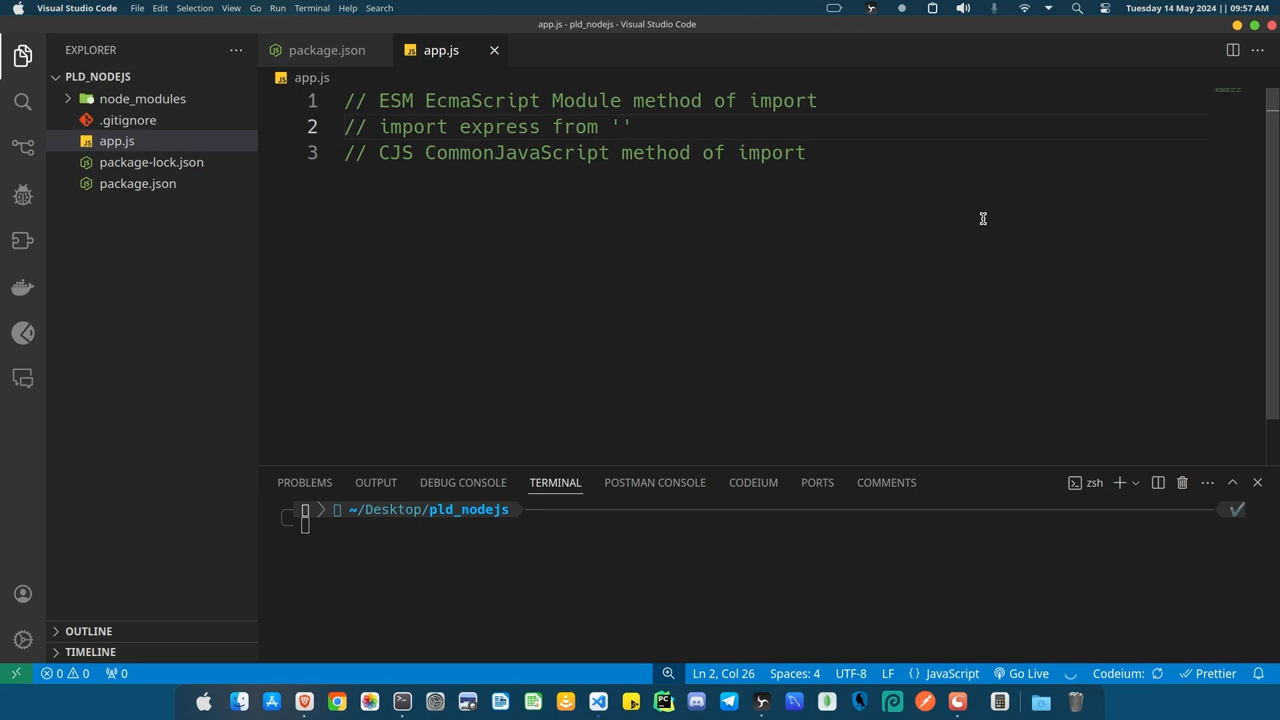 Visual Studio Code File Edit Selection View Go Run Terminal Help Search Tuesday 14 May 2024 || 09:57 AM
app.js - pld_nodejs - Visual Studio Code
EXPLORER
package.json
app.js
PLD_NODEJS
app.js
node_modules
.gitignore
app.js
package-lock.json
package.json
1 // ESM EcmaScript Module method of import
2 // import express from ''
3 // CJS CommonJavaScript method of import
PROBLEMS OUTPUT DEBUG CONSOLE TERMINAL POSTMAN CONSOLE CODEIUM PORTS COMMENTS zsh
~/Desktop/pld_nodejs
OUTLINE
TIMELINE
0 0 0 Ln 2, Col 26 Spaces: 4 UTF-8 LF {} JavaScript Go Live Codeium: Prettier